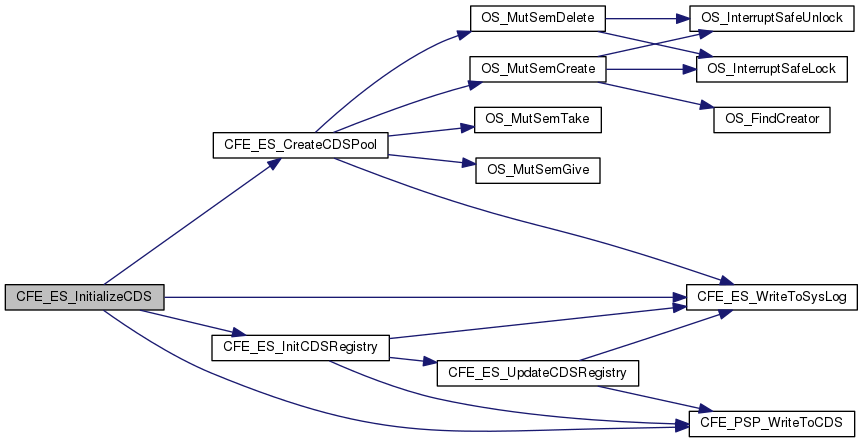 OS_MutSemDelete
OS_InterruptSafeUnlock
OS_MutSemCreate
OS_InterruptSafeLock
OS_MutSemTake
OS_FindCreator
CFE_ES_CreateCDSPool
OS_MutSemGive
CFE_ES_InitializeCDS
CFE_ES_WriteToSysLog
CFE_ES_InitCDSRegistry
CFE_ES_UpdateCDSRegistry
CFE_PSP_WriteToCDS